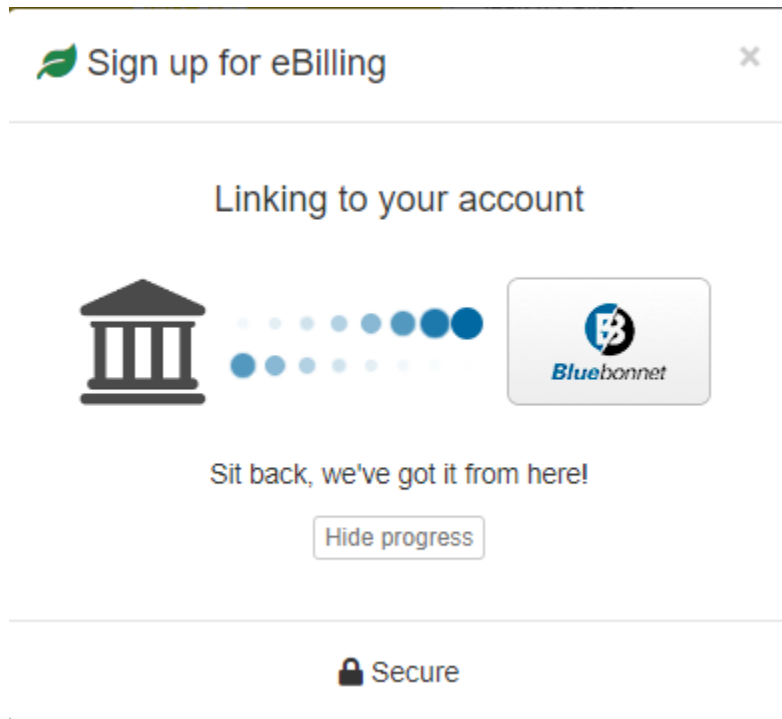 Sign up for eBilling
×
Linking to your account
B
Bluebonnet
Sit back, we've got it from here!
Hide progress
Secure